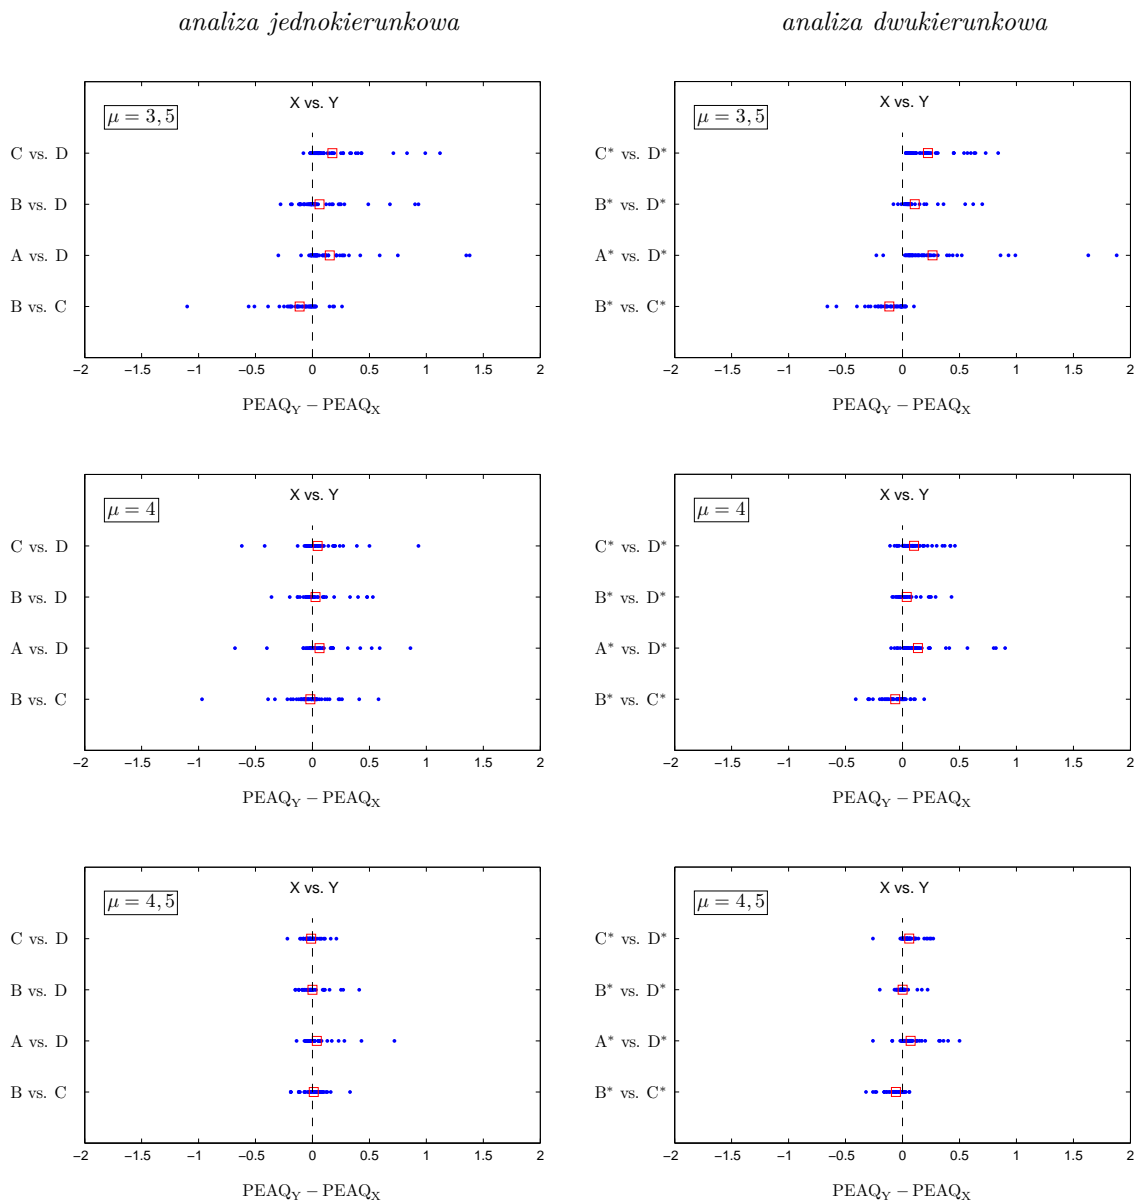 analiza jednokierunkowa
analiza dwukierunkowa
X vs. Y
μ = 3, 5
C vs. D
B vs. D
A vs. D
B vs. C
−2 −1.5 −1 −0.5 0 0.5 1 1.5 2
PEAQ_Y − PEAQ_X
X vs. Y
μ = 3, 5
C* vs. D*
B* vs. D*
A* vs. D*
B* vs. C*
−2 −1.5 −1 −0.5 0 0.5 1 1.5 2
PEAQ_Y − PEAQ_X
X vs. Y
μ = 4
C vs. D
B vs. D
A vs. D
B vs. C
−2 −1.5 −1 −0.5 0 0.5 1 1.5 2
PEAQ_Y − PEAQ_X
X vs. Y
μ = 4
C* vs. D*
B* vs. D*
A* vs. D*
B* vs. C*
−2 −1.5 −1 −0.5 0 0.5 1 1.5 2
PEAQ_Y − PEAQ_X
X vs. Y
μ = 4, 5
C vs. D
B vs. D
A vs. D
B vs. C
−2 −1.5 −1 −0.5 0 0.5 1 1.5 2
PEAQ_Y − PEAQ_X
X vs. Y
μ = 4, 5
C* vs. D*
B* vs. D*
A* vs. D*
B* vs. C*
−2 −1.5 −1 −0.5 0 0.5 1 1.5 2
PEAQ_Y − PEAQ_X